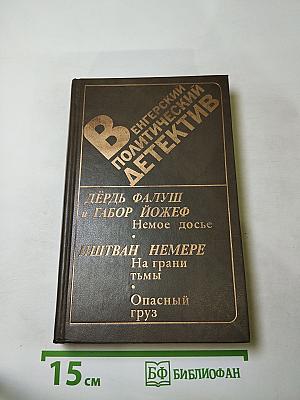 Венгерский
политический
детектив
ДЁРДЬ ФАЛУШ
и ГАБОР ЙОЖЕФ
Немое досье
•
ИШТВАН НЕМЕРЕ
На грани
тьмы
•
Опасный
груз
15 см
БФ БИБЛИОФАН